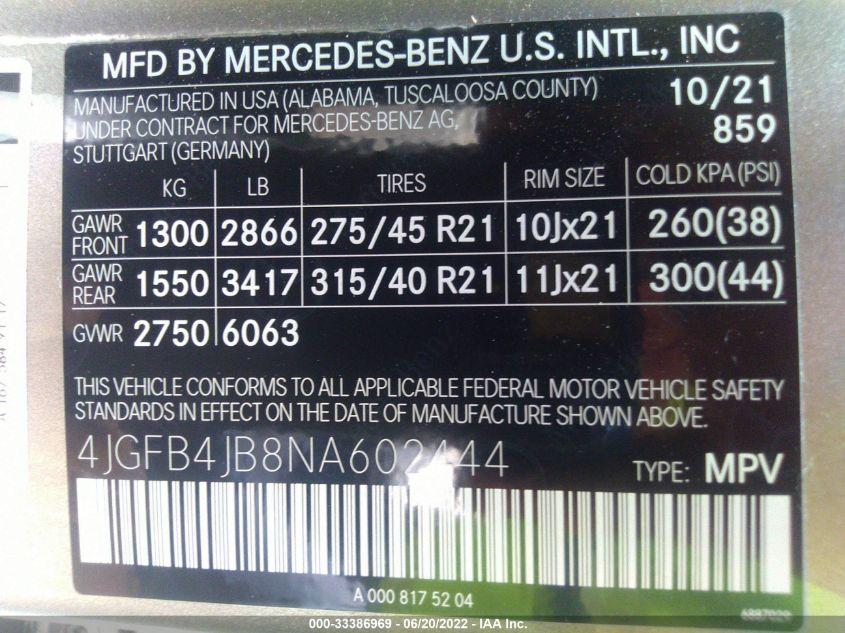 MFD BY MERCEDES-BENZ U.S. INTL., INC
MANUFACTURED IN USA (ALABAMA, TUSCALOOSA COUNTY) 10/21
UNDER CONTRACT FOR MERCEDES-BENZ AG, 859
STUTTGART (GERMANY)
KG LB TIRES RIM SIZE COLD KPA (PSI)
GAWR FRONT 1300 2866 275/45 R21 10Jx21 260(38)
GAWR REAR 1550 3417 315/40 R21 11Jx21 300(44)
GVWR 2750 6063
THIS VEHICLE CONFORMS TO ALL APPLICABLE FEDERAL MOTOR VEHICLE SAFETY
STANDARDS IN EFFECT ON THE DATE OF MANUFACTURE SHOWN ABOVE.
4JGFB4JB8NA602444 TYPE: MPV
A 000 817 52 04
000-33386969 - 06/20/2022 - IAA Inc.